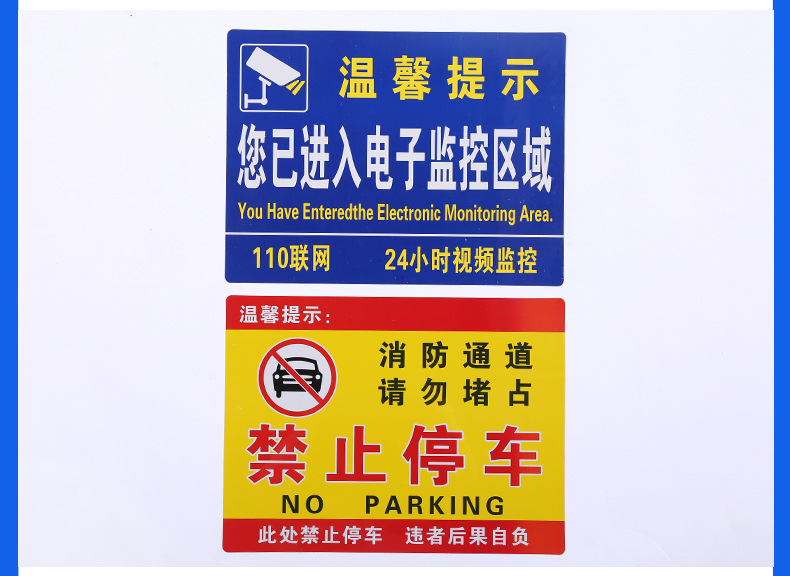 温馨提示
您已进入电子监控区域
You Have Enteredthe Electronic Monitoring Area.
110联网 24小时视频监控
温馨提示:
消防通道
请勿堵占
禁止停车
NO PARKING
此处禁止停车 违者后果自负